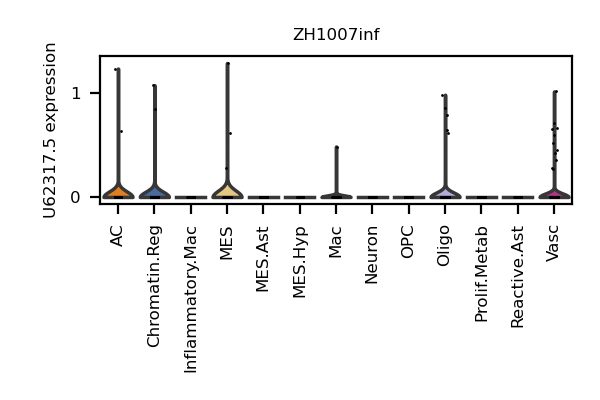 ZH1007inf
U62317.5 expression
1
0
AC
Chromatin.Reg
Inflammatory.Mac
MES
MES.Ast
MES.Hyp
Mac
Neuron
OPC
Oligo
Prolif.Metab
Reactive.Ast
Vasc